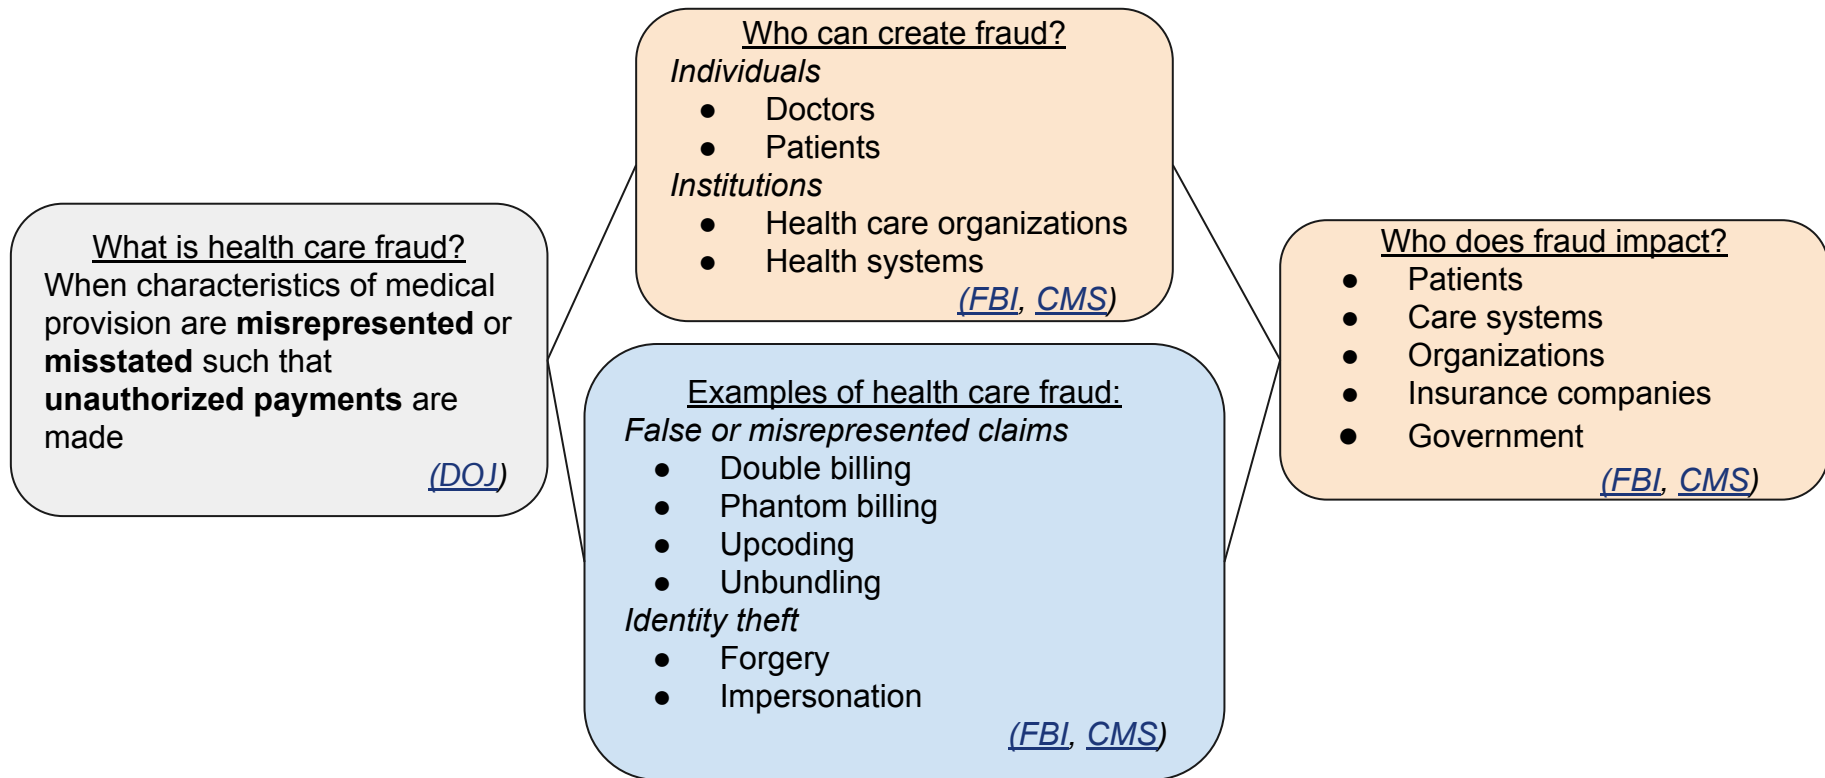 What is health care fraud?
When characteristics of medical
provision are misrepresented or
misstated such that
unauthorized payments are
made
(DOJ)
Who can create fraud?
Individuals
● Doctors
● Patients
Institutions
● Health care organizations
● Health systems
(FBI, CMS)
Examples of health care fraud:
False or misrepresented claims
● Double billing
● Phantom billing
● Upcoding
● Unbundling
Identity theft
● Forgery
● Impersonation
(FBI, CMS)
Who does fraud impact?
● Patients
● Care systems
● Organizations
● Insurance companies
● Government
(FBI, CMS)